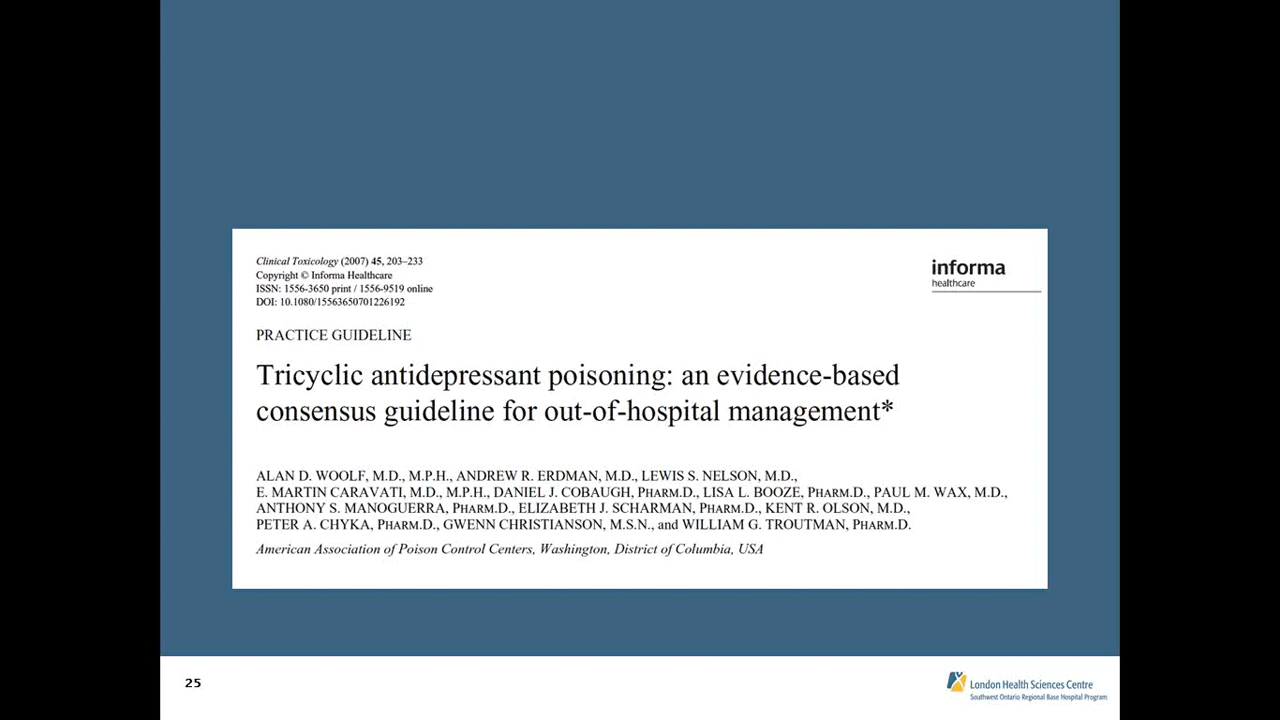 Clinical Toxicology (2007) 45, 203–233
Copyright © Informa Healthcare
ISSN: 1556-3650 print / 1556-9519 online
DOI: 10.1080/15563650701226192
informa
healthcare
PRACTICE GUIDELINE
Tricyclic antidepressant poisoning: an evidence-based
consensus guideline for out-of-hospital management*
ALAN D. WOOLF, M.D., M.P.H., ANDREW R. ERDMAN, M.D., LEWIS S. NELSON, M.D.,
E. MARTIN CARAVATI, M.D., M.P.H., DANIEL J. COBAUGH, PHARM.D., LISA L. BOOZE, PHARM.D., PAUL M. WAX, M.D.,
ANTHONY S. MANOGUERRA, PHARM.D., ELIZABETH J. SCHARMAN, PHARM.D., KENT R. OLSON, M.D.,
PETER A. CHYKA, PHARM.D., GWENN CHRISTIANSON, M.S.N., and WILLIAM G. TROUTMAN, PHARM.D.
American Association of Poison Control Centers, Washington, District of Columbia, USA
25
London Health Sciences Centre
Southwest Ontario Regional Base Hospital Program